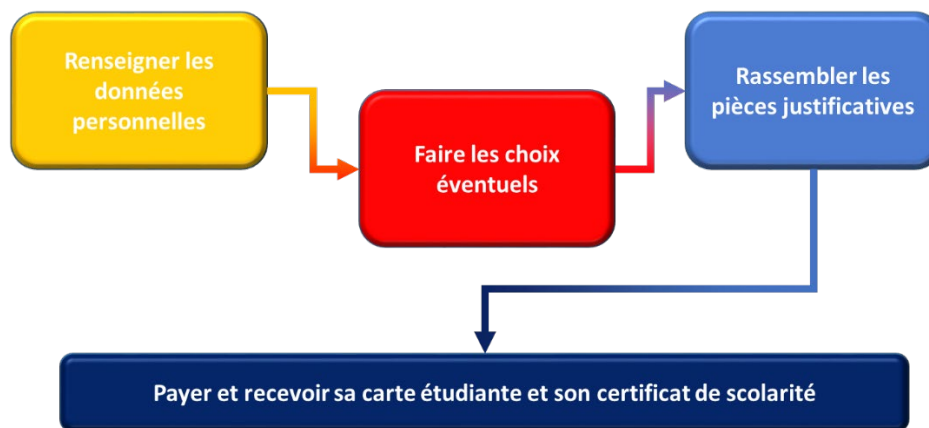 Renseigner les
données
personnelles
Faire les choix
éventuels
Rassembler les
pièces justificatives
Payer et recevoir sa carte étudiante et son certificat de scolarité